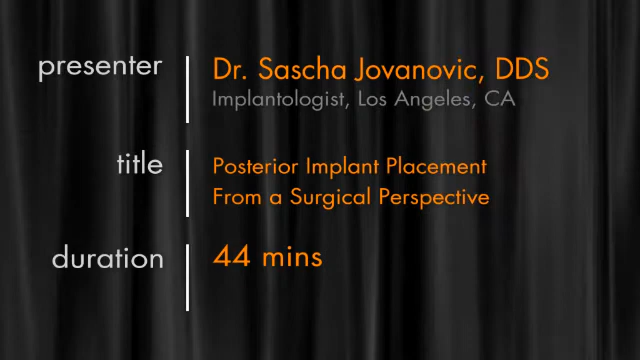 presenter
Dr. Sascha Jovanovic, DDS
Implantologist, Los Angeles, CA
title
Posterior Implant Placement
From a Surgical Perspective
duration
44 mins